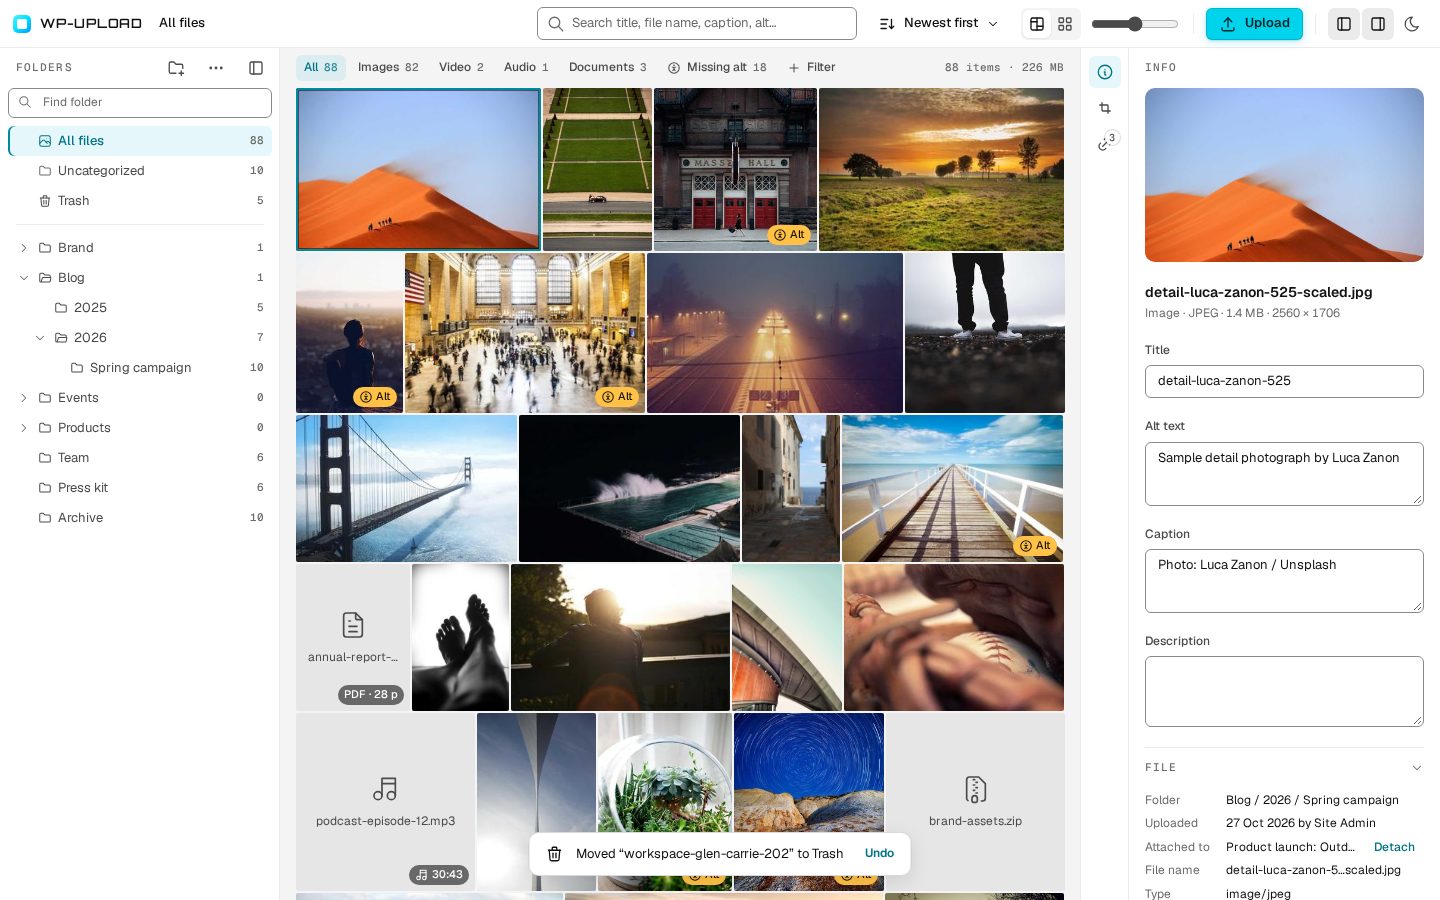 WP-UPLOAD All files
Search title, file name, caption, alt...
Newest first
Upload
FOLDERS
Find folder
All files 88
Uncategorized 10
Trash 5
Brand 1
Blog 1
2025 5
2026 7
Spring campaign 10
Events 0
Products 0
Team 6
Press kit 6
Archive 10
All 88 Images 82 Video 2 Audio 1 Documents 3 Missing alt 18 Filter 88 items · 226 MB
MASSEY HALL
Alt
Alt
Alt
Alt
annual-report-...
PDF · 28 p
podcast-episode-12.mp3
30:43
brand-assets.zip
Alt
Alt
Moved “workspace-glen-carrie-202” to Trash Undo
3
INFO
detail-luca-zanon-525-scaled.jpg
Image · JPEG · 1.4 MB · 2560 × 1706
Title
detail-luca-zanon-525
Alt text
Sample detail photograph by Luca Zanon
Caption
Photo: Luca Zanon / Unsplash
Description
FILE
Folder Blog / 2026 / Spring campaign
Uploaded 27 Oct 2026 by Site Admin
Attached to Product launch: Outd... Detach
File name detail-luca-zanon-5...scaled.jpg
Type image/jpeg